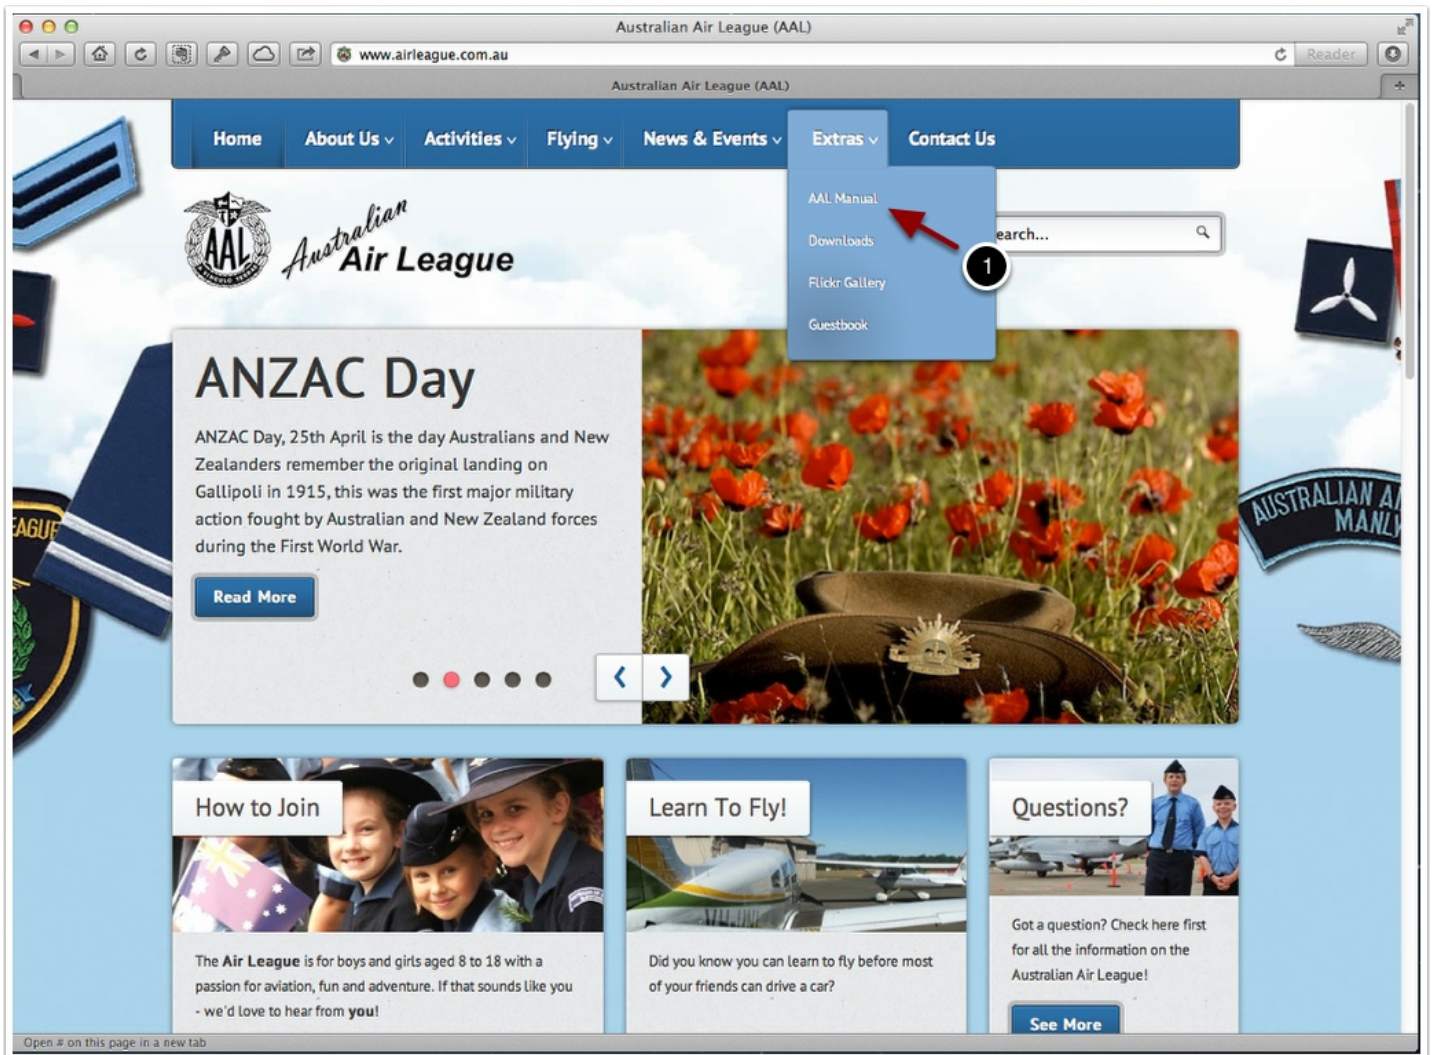 Australian Air League (AAL)
www.airleague.com.au
Reader
Australian Air League (AAL)
Home
About Us
Activities
Flying
News & Events
Extras
Contact Us
AAL Manual
Downloads
Flickr Gallery
Guestbook
earch...
1
AAL
Australian
Air League
ANZAC Day
ANZAC Day, 25th April is the day Australians and New
Zealanders remember the original landing on
Gallipoli in 1915, this was the first major military
action fought by Australian and New Zealand forces
during the First World War.
Read More
EAGUE
AUSTRALIAN A
MANLY
How to Join
The Air League is for boys and girls aged 8 to 18 with a
passion for aviation, fun and adventure. If that sounds like you
- we'd love to hear from you!
Learn To Fly!
Did you know you can learn to fly before most
of your friends can drive a car?
Questions?
Got a question? Check here first
for all the information on the
Australian Air League!
See More
Open # on this page in a new tab